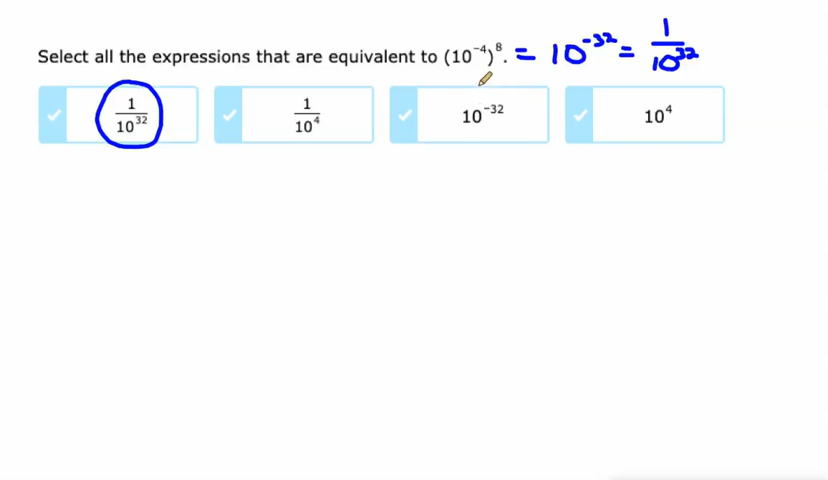 Select all the expressions that are equivalent to (10⁻⁴)⁸. = 10⁻³² = 1/10³²
1/10³² 1/10⁴ 10⁻³² 10⁴